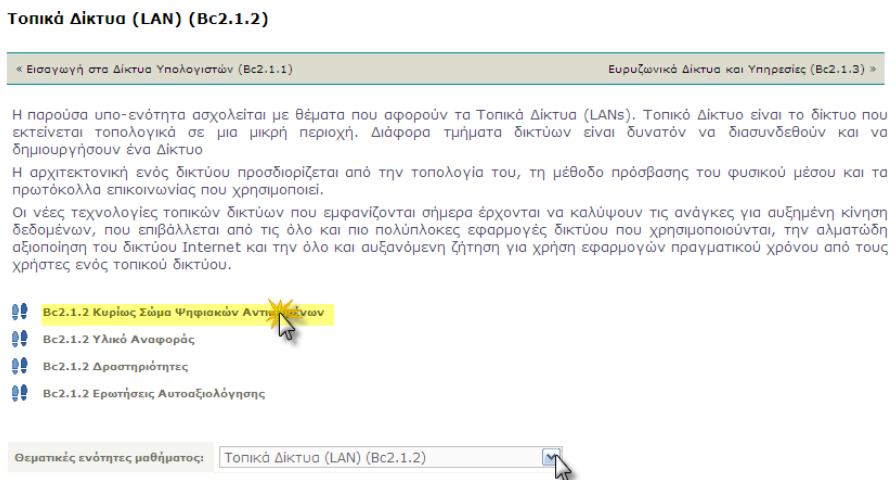 Τοπικά Δίκτυα (LAN) (Bc2.1.2)
« Εισαγωγή στα Δίκτυα Υπολογιστών (Bc2.1.1)
Ευρυζωνικά Δίκτυα και Υπηρεσίες (Bc2.1.3) »
Η παρούσα υπο-ενότητα ασχολείται με θέματα που αφορούν τα Τοπικά Δίκτυα (LANs). Τοπικό Δίκτυο είναι το δίκτυο που
εκτείνεται τοπολογικά σε μια μικρή περιοχή. Διάφορα τμήματα δικτύων είναι δυνατόν να διασυνδεθούν και να
δημιουργήσουν ένα Δίκτυο
Η αρχιτεκτονική ενός δικτύου προσδιορίζεται από την τοπολογία του, τη μέθοδο πρόσβασης του φυσικού μέσου και τα
πρωτόκολλα επικοινωνίας που χρησιμοποιεί.
Οι νέες τεχνολογίες τοπικών δικτύων που εμφανίζονται σήμερα έρχονται να καλύψουν τις ανάγκες για αυξημένη κίνηση
δεδομένων, που επιβάλλεται από τις όλο και πιο πολύπλοκες εφαρμογές δικτύου που χρησιμοποιούνται, την αλματώδη
αξιοποίηση του δικτύου Internet και την όλο και αυξανόμενη ζήτηση για χρήση εφαρμογών πραγματικού χρόνου από τους
χρήστες ενός τοπικού δικτύου.
Bc2.1.2 Κυρίως Σώμα Ψηφιακών Αντικειμένων
Bc2.1.2 Υλικό Αναφοράς
Bc2.1.2 Δραστηριότητες
Bc2.1.2 Ερωτήσεις Αυτοαξιολόγησης
Θεματικές ενότητες μαθήματος: Τοπικά Δίκτυα (LAN) (Bc2.1.2)